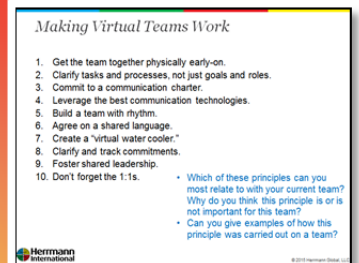 Making Virtual Teams Work
1. Get the team together physically early-on.
2. Clarify tasks and processes, not just goals and roles.
3. Commit to a communication charter.
4. Leverage the best communication technologies.
5. Build a team with rhythm.
6. Agree on a shared language.
7. Create a “virtual water cooler.”
8. Clarify and track commitments.
9. Foster shared leadership.
10. Don’t forget the 1:1s.
• Which of these principles can you
most relate to with your current team?
Why do you think this principle is or is
not important for this team?
• Can you give examples of how this
principle was carried out on a team?
Herrmann
International
© 2015 Herrmann Global, LLC